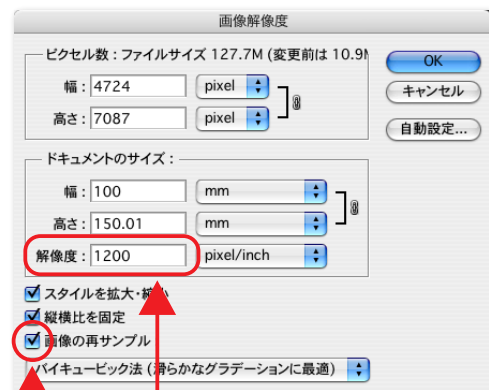 画像解像度
ピクセル数：ファイルサイズ 127.7M (変更前は 10.9M
OK
幅：4724 pixel
キャンセル
高さ：7087 pixel
自動設定...
ドキュメントのサイズ：
幅：100 mm
高さ：150.01 mm
解像度：1200 pixel/inch
スタイルを拡大・縮小
縦横比を固定
画像の再サンプル
バイキュービック法 (滑らかなグラデーションに最適)